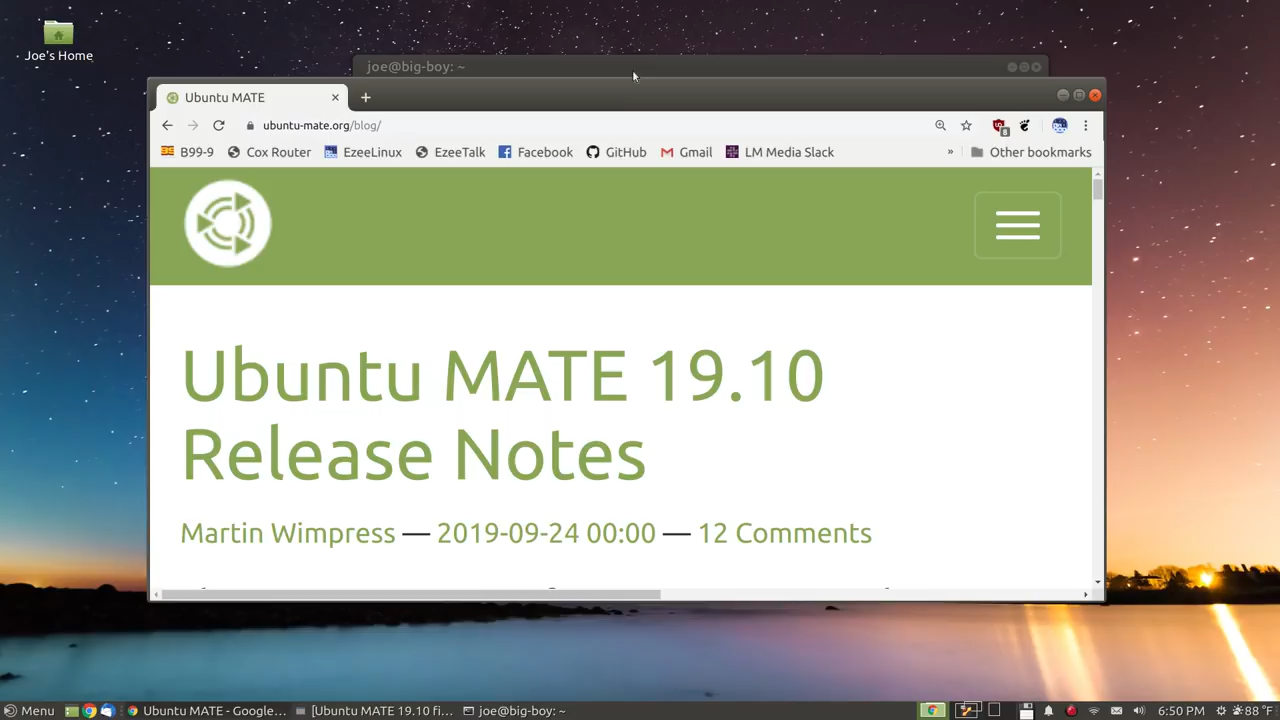 Joe's Home
joe@big-boy: ~
Ubuntu MATE
ubuntu-mate.org/blog/
B99-9 Cox Router EzeeLinux EzeeTalk Facebook GitHub Gmail LM Media Slack » Other bookmarks
8
Ubuntu MATE 19.10
Release Notes
Martin Wimpress — 2019-09-24 00:00 — 12 Comments
Menu Ubuntu MATE - Google... [Ubuntu MATE 19.10 fi... joe@big-boy: ~ 6:50 PM 88 °F